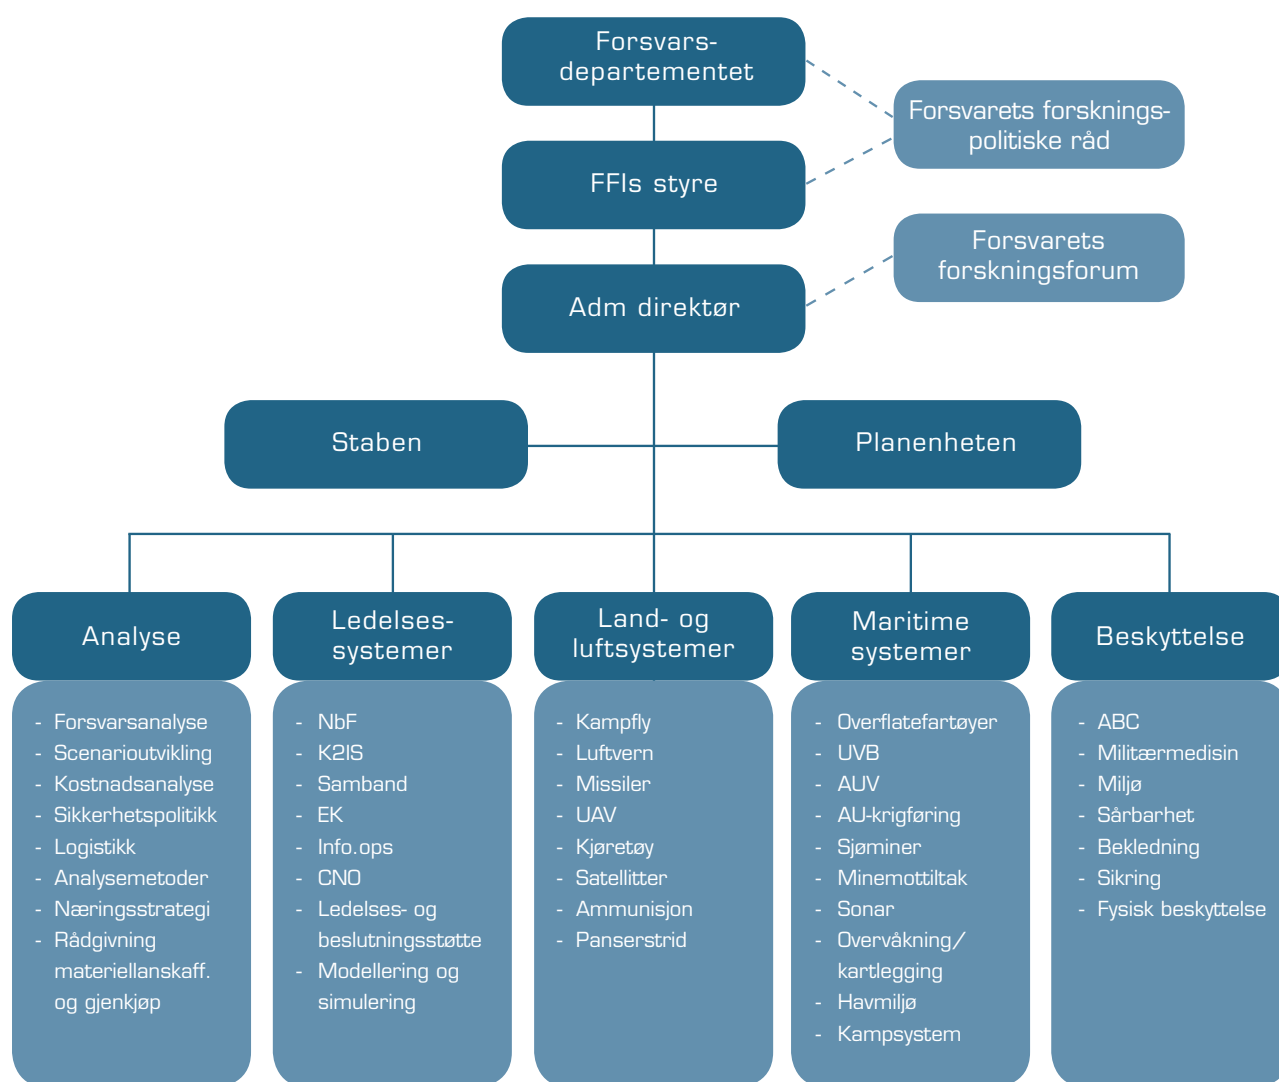 Forsvars-
departementet
Forsvarets forsknings-
politiske råd
FFIs styre
Forsvarets
forskningsforum
Adm direktør
Staben
Planenheten
Analyse
- Forsvarsanalyse
- Scenarioutvikling
- Kostnadsanalyse
- Sikkerhetspolitikk
- Logistikk
- Analysemetoder
- Næringsstrategi
- Rådgivning
materiellanskaff.
og gjenkjøp
Ledelses-
systemer
- NbF
- K2IS
- Samband
- EK
- Info.ops
- CNO
- Ledelses- og
beslutningsstøtte
- Modellering og
simulering
Land- og
luftsystemer
- Kampfly
- Luftvern
- Missiler
- UAV
- Kjøretøy
- Satellitter
- Ammunisjon
- Panserstrid
Maritime
systemer
- Overflatefartøyer
- UVB
- AUV
- AU-krigføring
- Sjøminer
- Minemottiltak
- Sonar
- Overvåkning/
kartlegging
- Havmiljø
- Kampsystem
Beskyttelse
- ABC
- Militærmedisin
- Miljø
- Sårbarhet
- Bekledning
- Sikring
- Fysisk beskyttelse